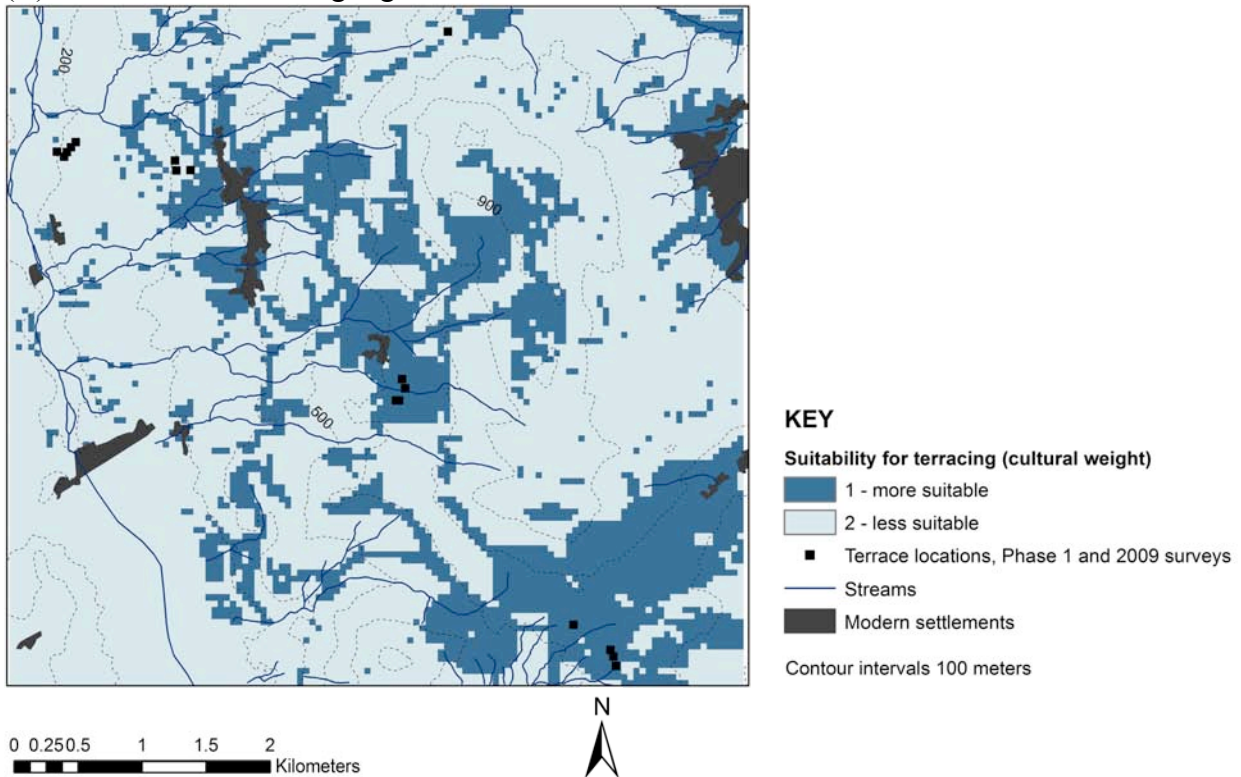 200
900
500
KEY
Suitability for terracing (cultural weight)
1 - more suitable
2 - less suitable
Terrace locations, Phase 1 and 2009 surveys
Streams
Modern settlements
Contour intervals 100 meters
N
0 0.25 0.5 1 1.5 2
Kilometers